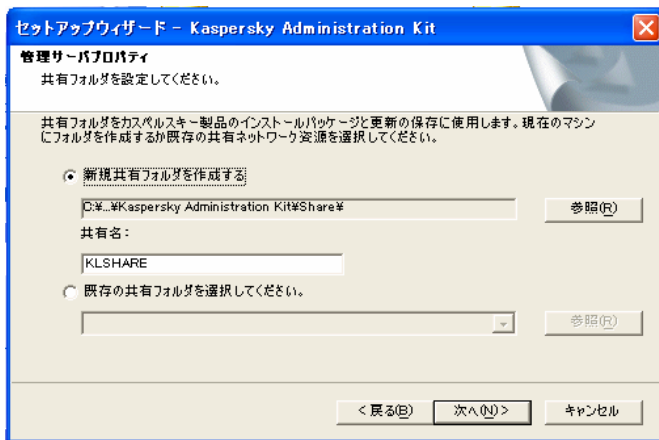 セットアップウィザード - Kaspersky Administration Kit
管理サーバプロパティ
共有フォルダを設定してください。
共有フォルダをカスペルスキー製品のインストールパッケージと更新の保存に使用します。現在のマシン
にフォルダを作成するか既存の共有ネットワーク資源を選択してください。
新規共有フォルダを作成する
C:¥...¥Kaspersky Administration Kit¥Share¥
参照(R)
共有名:
KLSHARE
既存の共有フォルダを選択してください。
参照(R)
< 戻る(B)
次へ(N) >
キャンセル